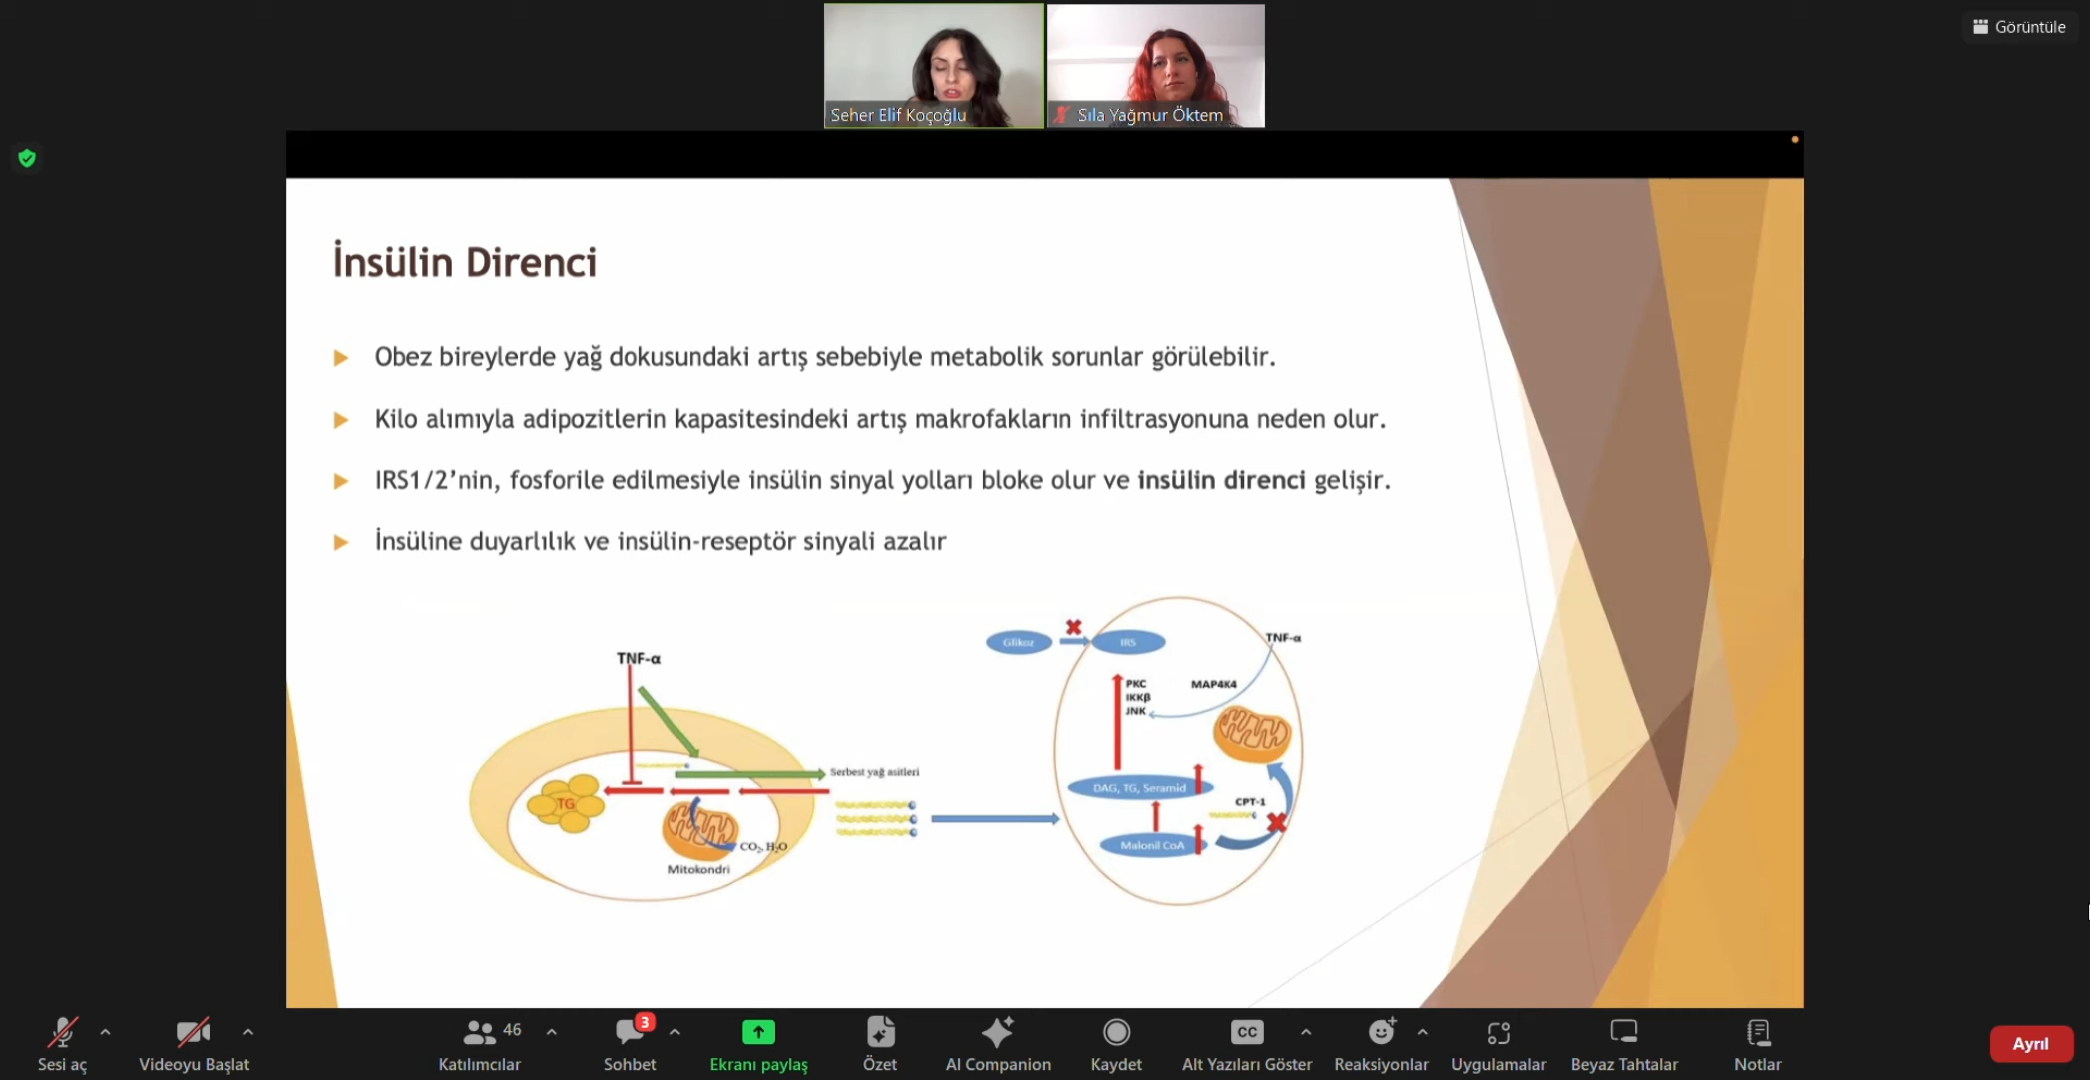 Görüntüle
Seher Elif Koçoğlu
Sıla Yağmur Öktem
İnsülin Direnci
Obez bireylerde yağ dokusundaki artış sebebiyle metabolik sorunlar görülebilir.
Kilo alımıyla adipozitlerin kapasitesindeki artış makrofakların infiltrasyonuna neden olur.
IRS1/2’nin, fosforile edilmesiyle insülin sinyal yolları bloke olur ve insülin direnci gelişir.
İnsüline duyarlılık ve insülin-reseptör sinyali azalır
TNF-α
TG
Serbest yağ asitleri
CO₂, H₂O
Mitokondri
Glikoz
IRS
TNF-α
PKC
IKKβ
JNK
MAP4K4
DAG, TG, Seramid
CPT-1
Malonil CoA
Sesi aç
Videoyu Başlat
46
Katılımcılar
3
Sohbet
Ekranı paylaş
Özet
AI Companion
Kaydet
CC
Alt Yazıları Göster
Reaksiyonlar
Uygulamalar
Beyaz Tahtalar
Notlar
Ayrıl